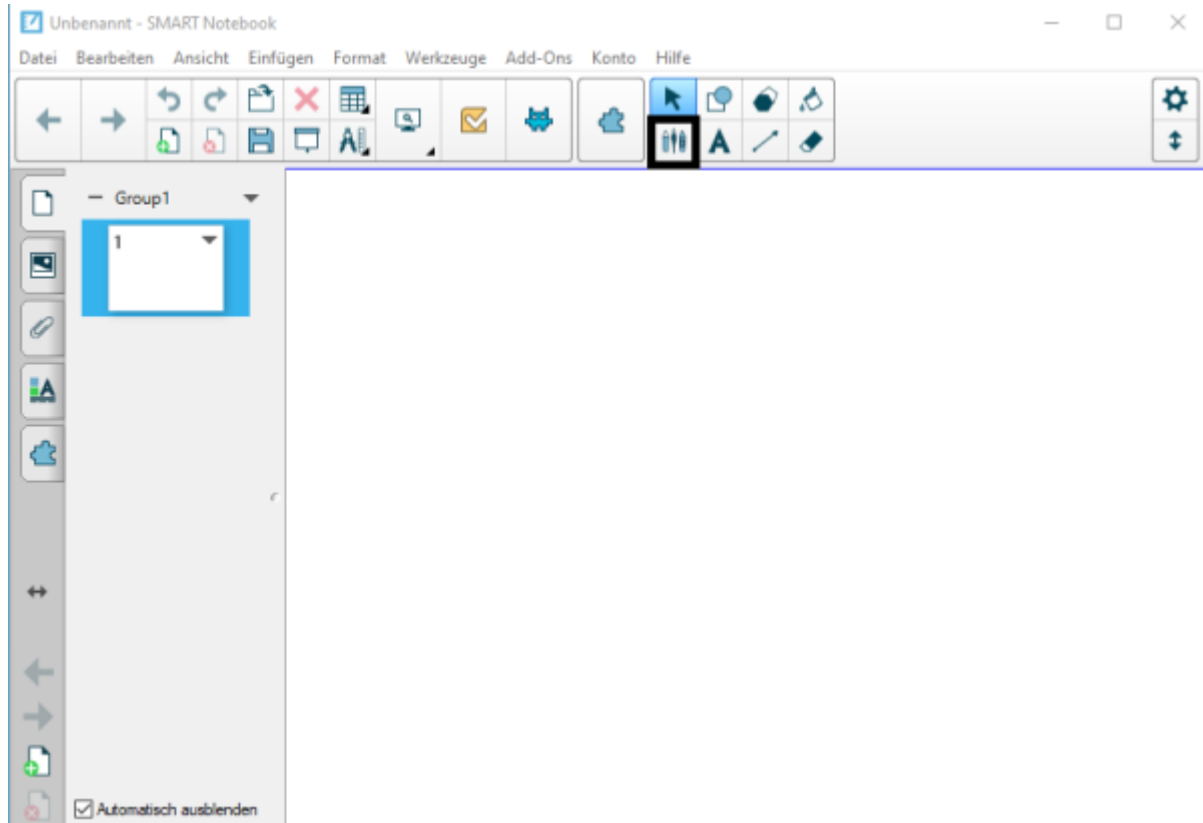 Unbenannt - SMART Notebook
Datei Bearbeiten Ansicht Einfügen Format Werkzeuge Add-Ons Konto Hilfe
Group1
1
Automatisch ausblenden